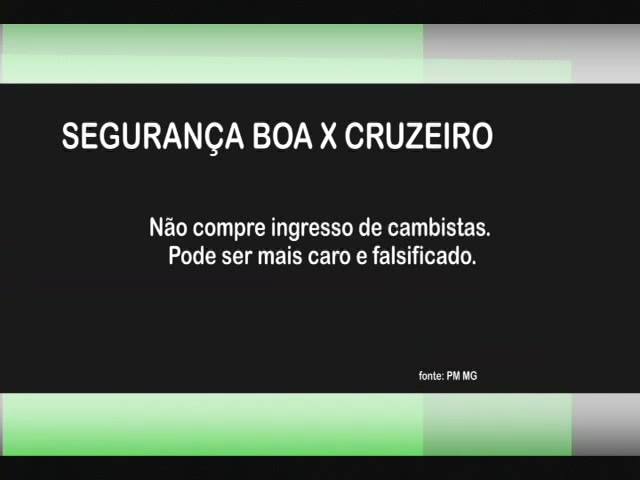 SEGURANÇA BOA X CRUZEIRO
Não compre ingresso de cambistas.
Pode ser mais caro e falsificado.
fonte: PM MG